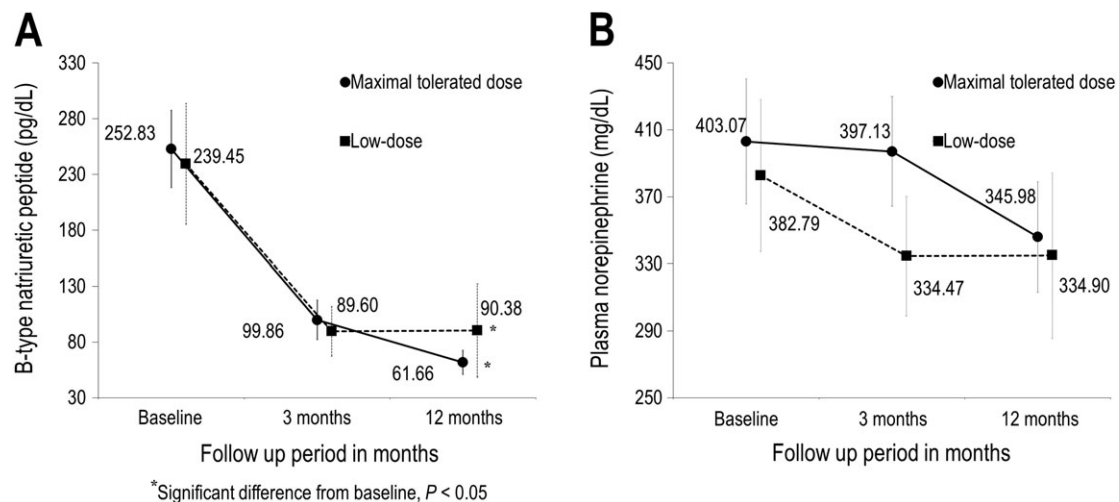 A
B-type natriuretic peptide (pg/dL)
330
280
230
180
130
80
30
Maximal tolerated dose
Low-dose
252.83
239.45
99.86
89.60
90.38
*
61.66
*
Baseline
3 months
12 months
Follow up period in months
*Significant difference from baseline, P < 0.05
B
Plasma norepinephrine (mg/dL)
450
410
370
330
290
250
Maximal tolerated dose
Low-dose
403.07
397.13
345.98
382.79
334.47
334.90
Baseline
3 months
12 months
Follow up period in months